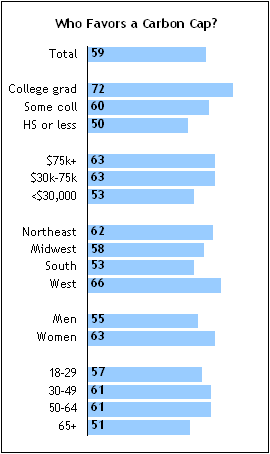 Who Favors a Carbon Cap?
Total 59
College grad 72
Some coll 60
HS or less 50
$75k+ 63
$30k-75k 63
<$30,000 53
Northeast 62
Midwest 58
South 53
West 66
Men 55
Women 63
18-29 57
30-49 61
50-64 61
65+ 51